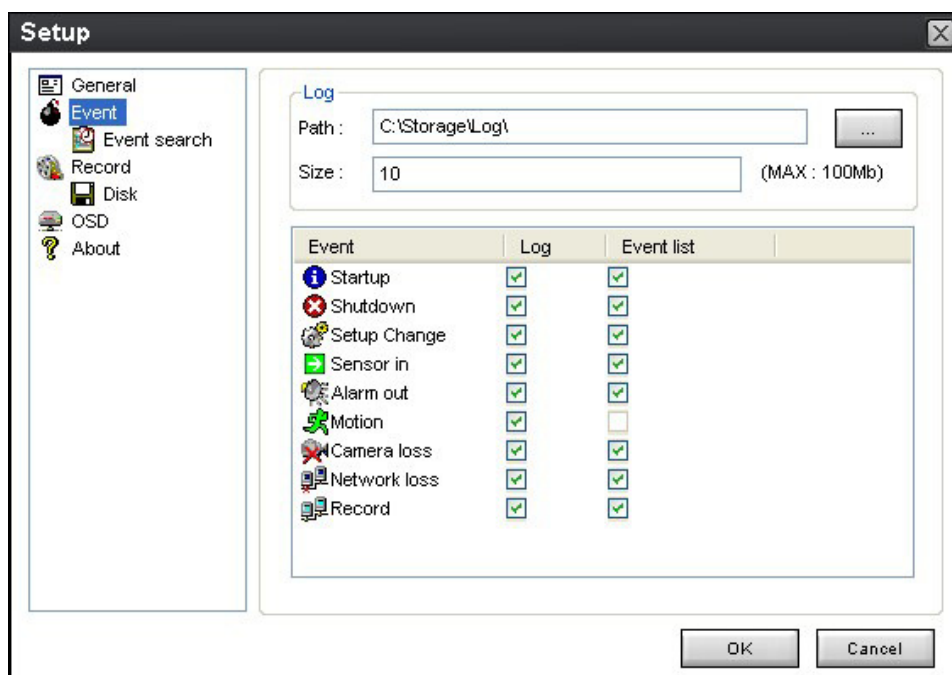 Setup
General
Event
Event search
Record
Disk
OSD
About
Log
Path : C:\Storage\Log\ ...
Size : 10 (MAX : 100Mb)
Event Log Event list
Startup
Shutdown
Setup Change
Sensor in
Alarm out
Motion
Camera loss
Network loss
Record
OK Cancel